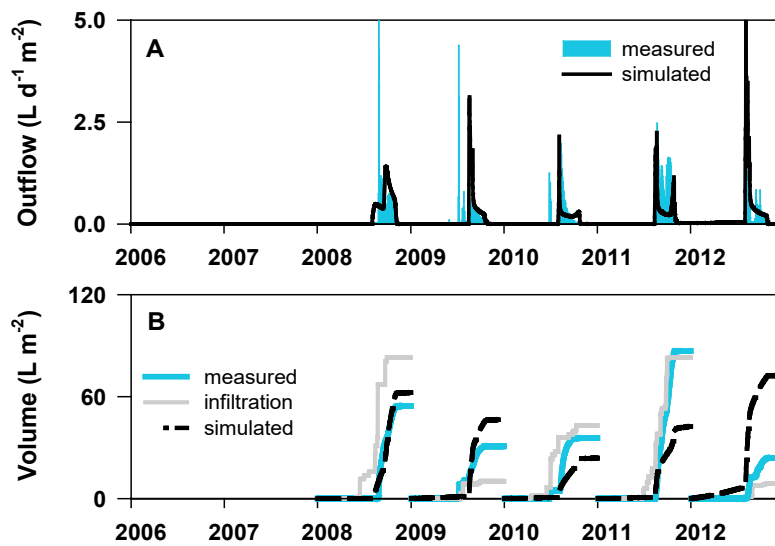 5.0
A
measured
simulated
2.5
0.0
Outflow (L d⁻¹ m⁻²)
2006 2007 2008 2009 2010 2011 2012
120
B
measured
infiltration
simulated
60
0
Volume (L m⁻²)
2006 2007 2008 2009 2010 2011 2012